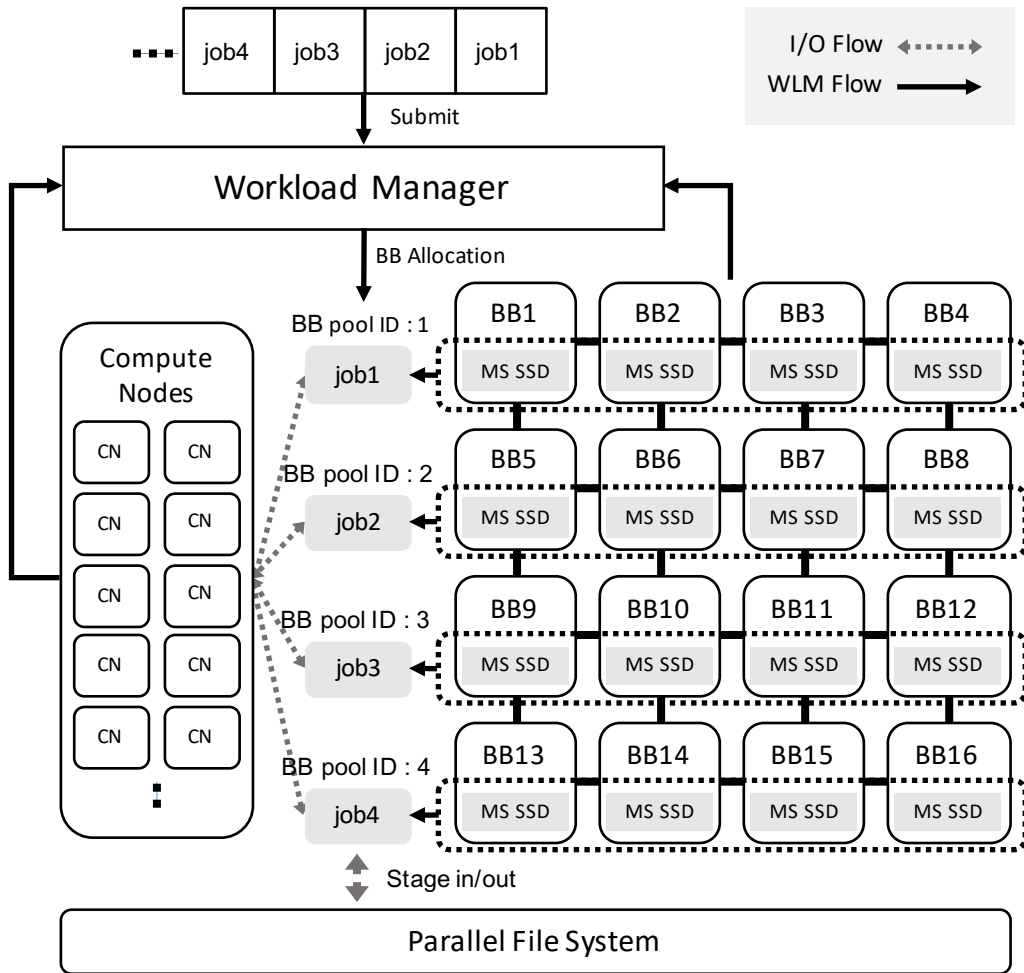 job4 job3 job2 job1
I/O Flow
WLM Flow
Submit
Workload Manager
BB Allocation
Compute
Nodes
CN CN
CN CN
CN CN
CN CN
CN CN
BB pool ID : 1
job1
BB pool ID : 2
job2
BB pool ID : 3
job3
BB pool ID : 4
job4
BB1 BB2 BB3 BB4
MS SSD MS SSD MS SSD MS SSD
BB5 BB6 BB7 BB8
MS SSD MS SSD MS SSD MS SSD
BB9 BB10 BB11 BB12
MS SSD MS SSD MS SSD MS SSD
BB13 BB14 BB15 BB16
MS SSD MS SSD MS SSD MS SSD
Stage in/out
Parallel File System